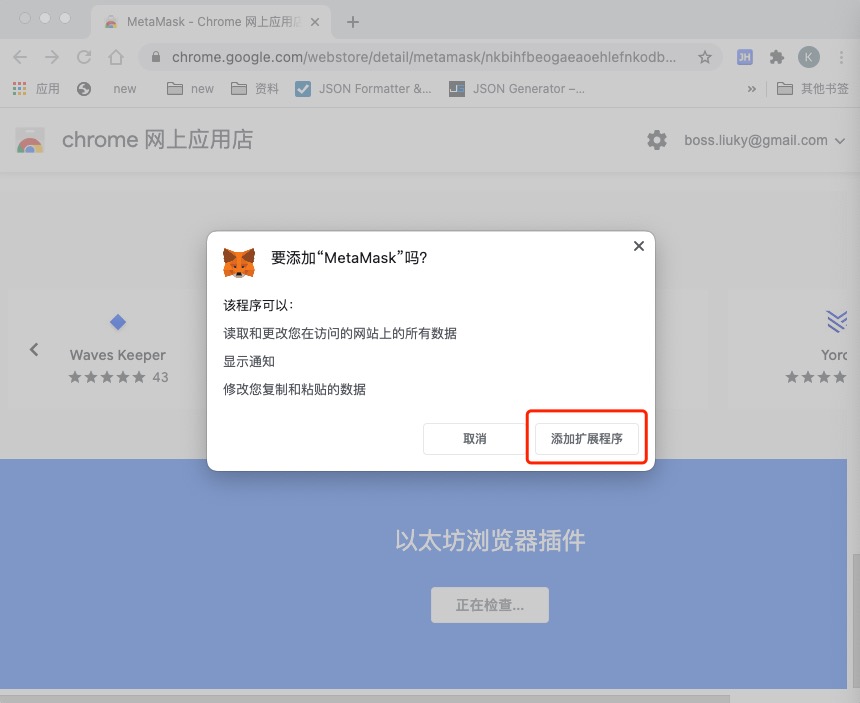 MetaMask - Chrome 网上应用店
chrome.google.com/webstore/detail/metamask/nkbihfbeogaeaoehlefnkodb...
JH
K
应用
new
new
资料
JSON Formatter &...
JSON Generator –...
»
其他书签
chrome 网上应用店
boss.liuky@gmail.com
要添加“MetaMask”吗?
该程序可以：
读取和更改您在访问的网站上的所有数据
显示通知
修改您复制和粘贴的数据
取消
添加扩展程序
Waves Keeper
43
Yoro
以太坊浏览器插件
正在检查...